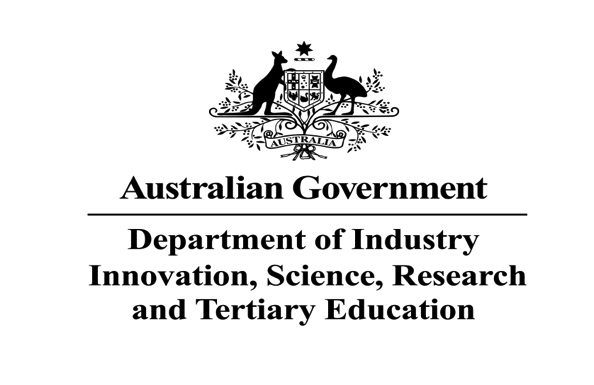 AUSTRALIA
Australian Government
Department of Industry
Innovation, Science, Research
and Tertiary Education